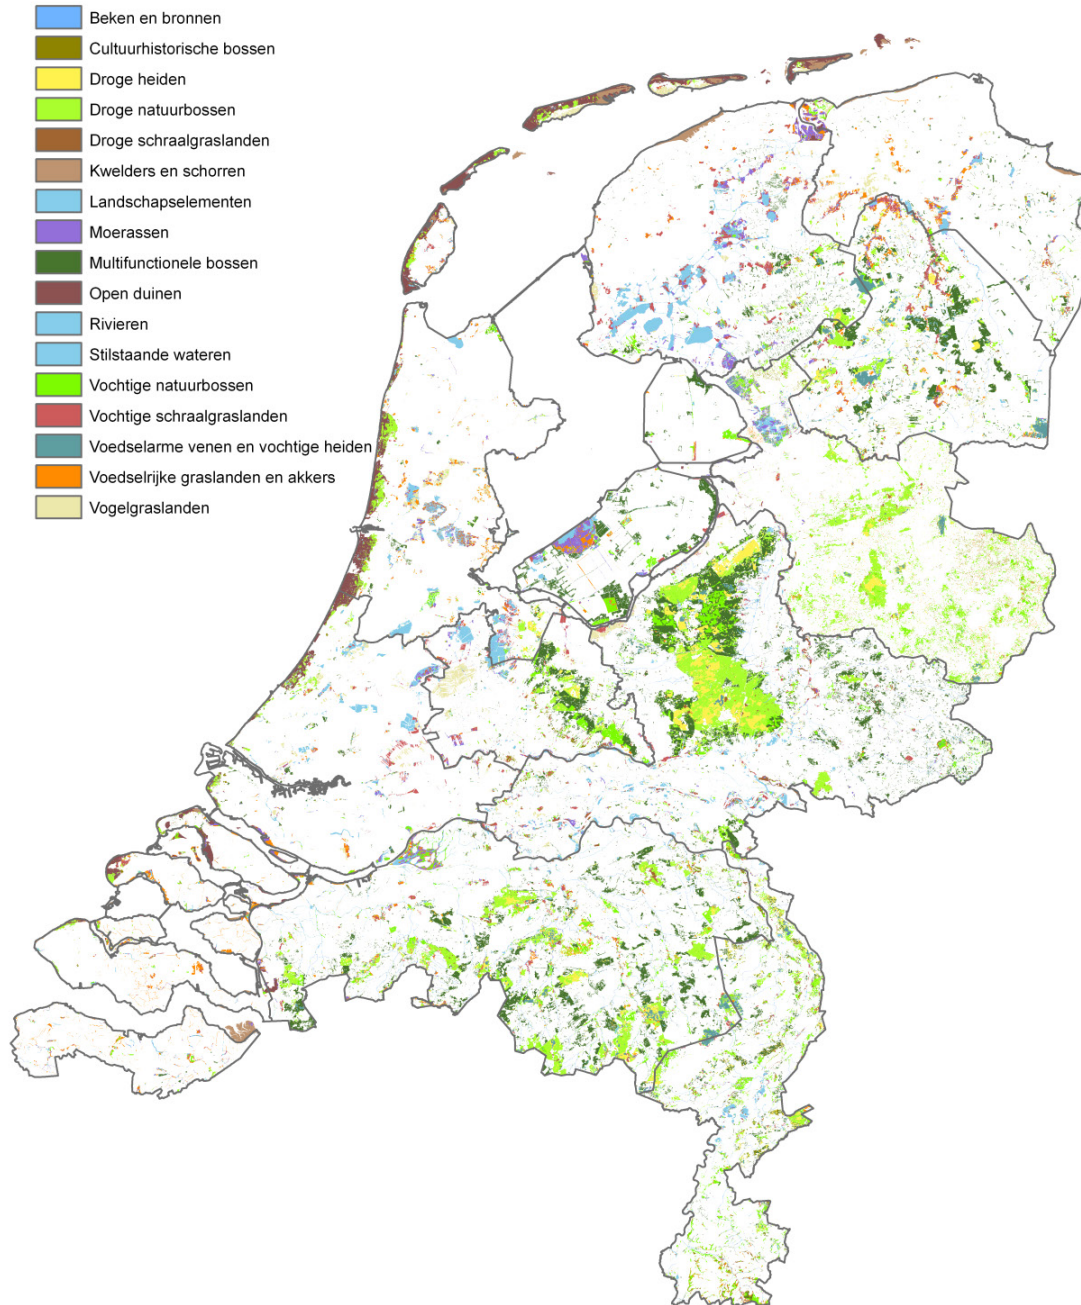 Beken en bronnen
Cultuurhistorische bossen
Droge heiden
Droge natuurbossen
Droge schraalgraslanden
Kwelders en schorren
Landschapselementen
Moerassen
Multifunctionele bossen
Open duinen
Rivieren
Stilstaande wateren
Vochtige natuurbossen
Vochtige schraalgraslanden
Voedselarme venen en vochtige heiden
Voedselrijke graslanden en akkers
Vogelgraslanden